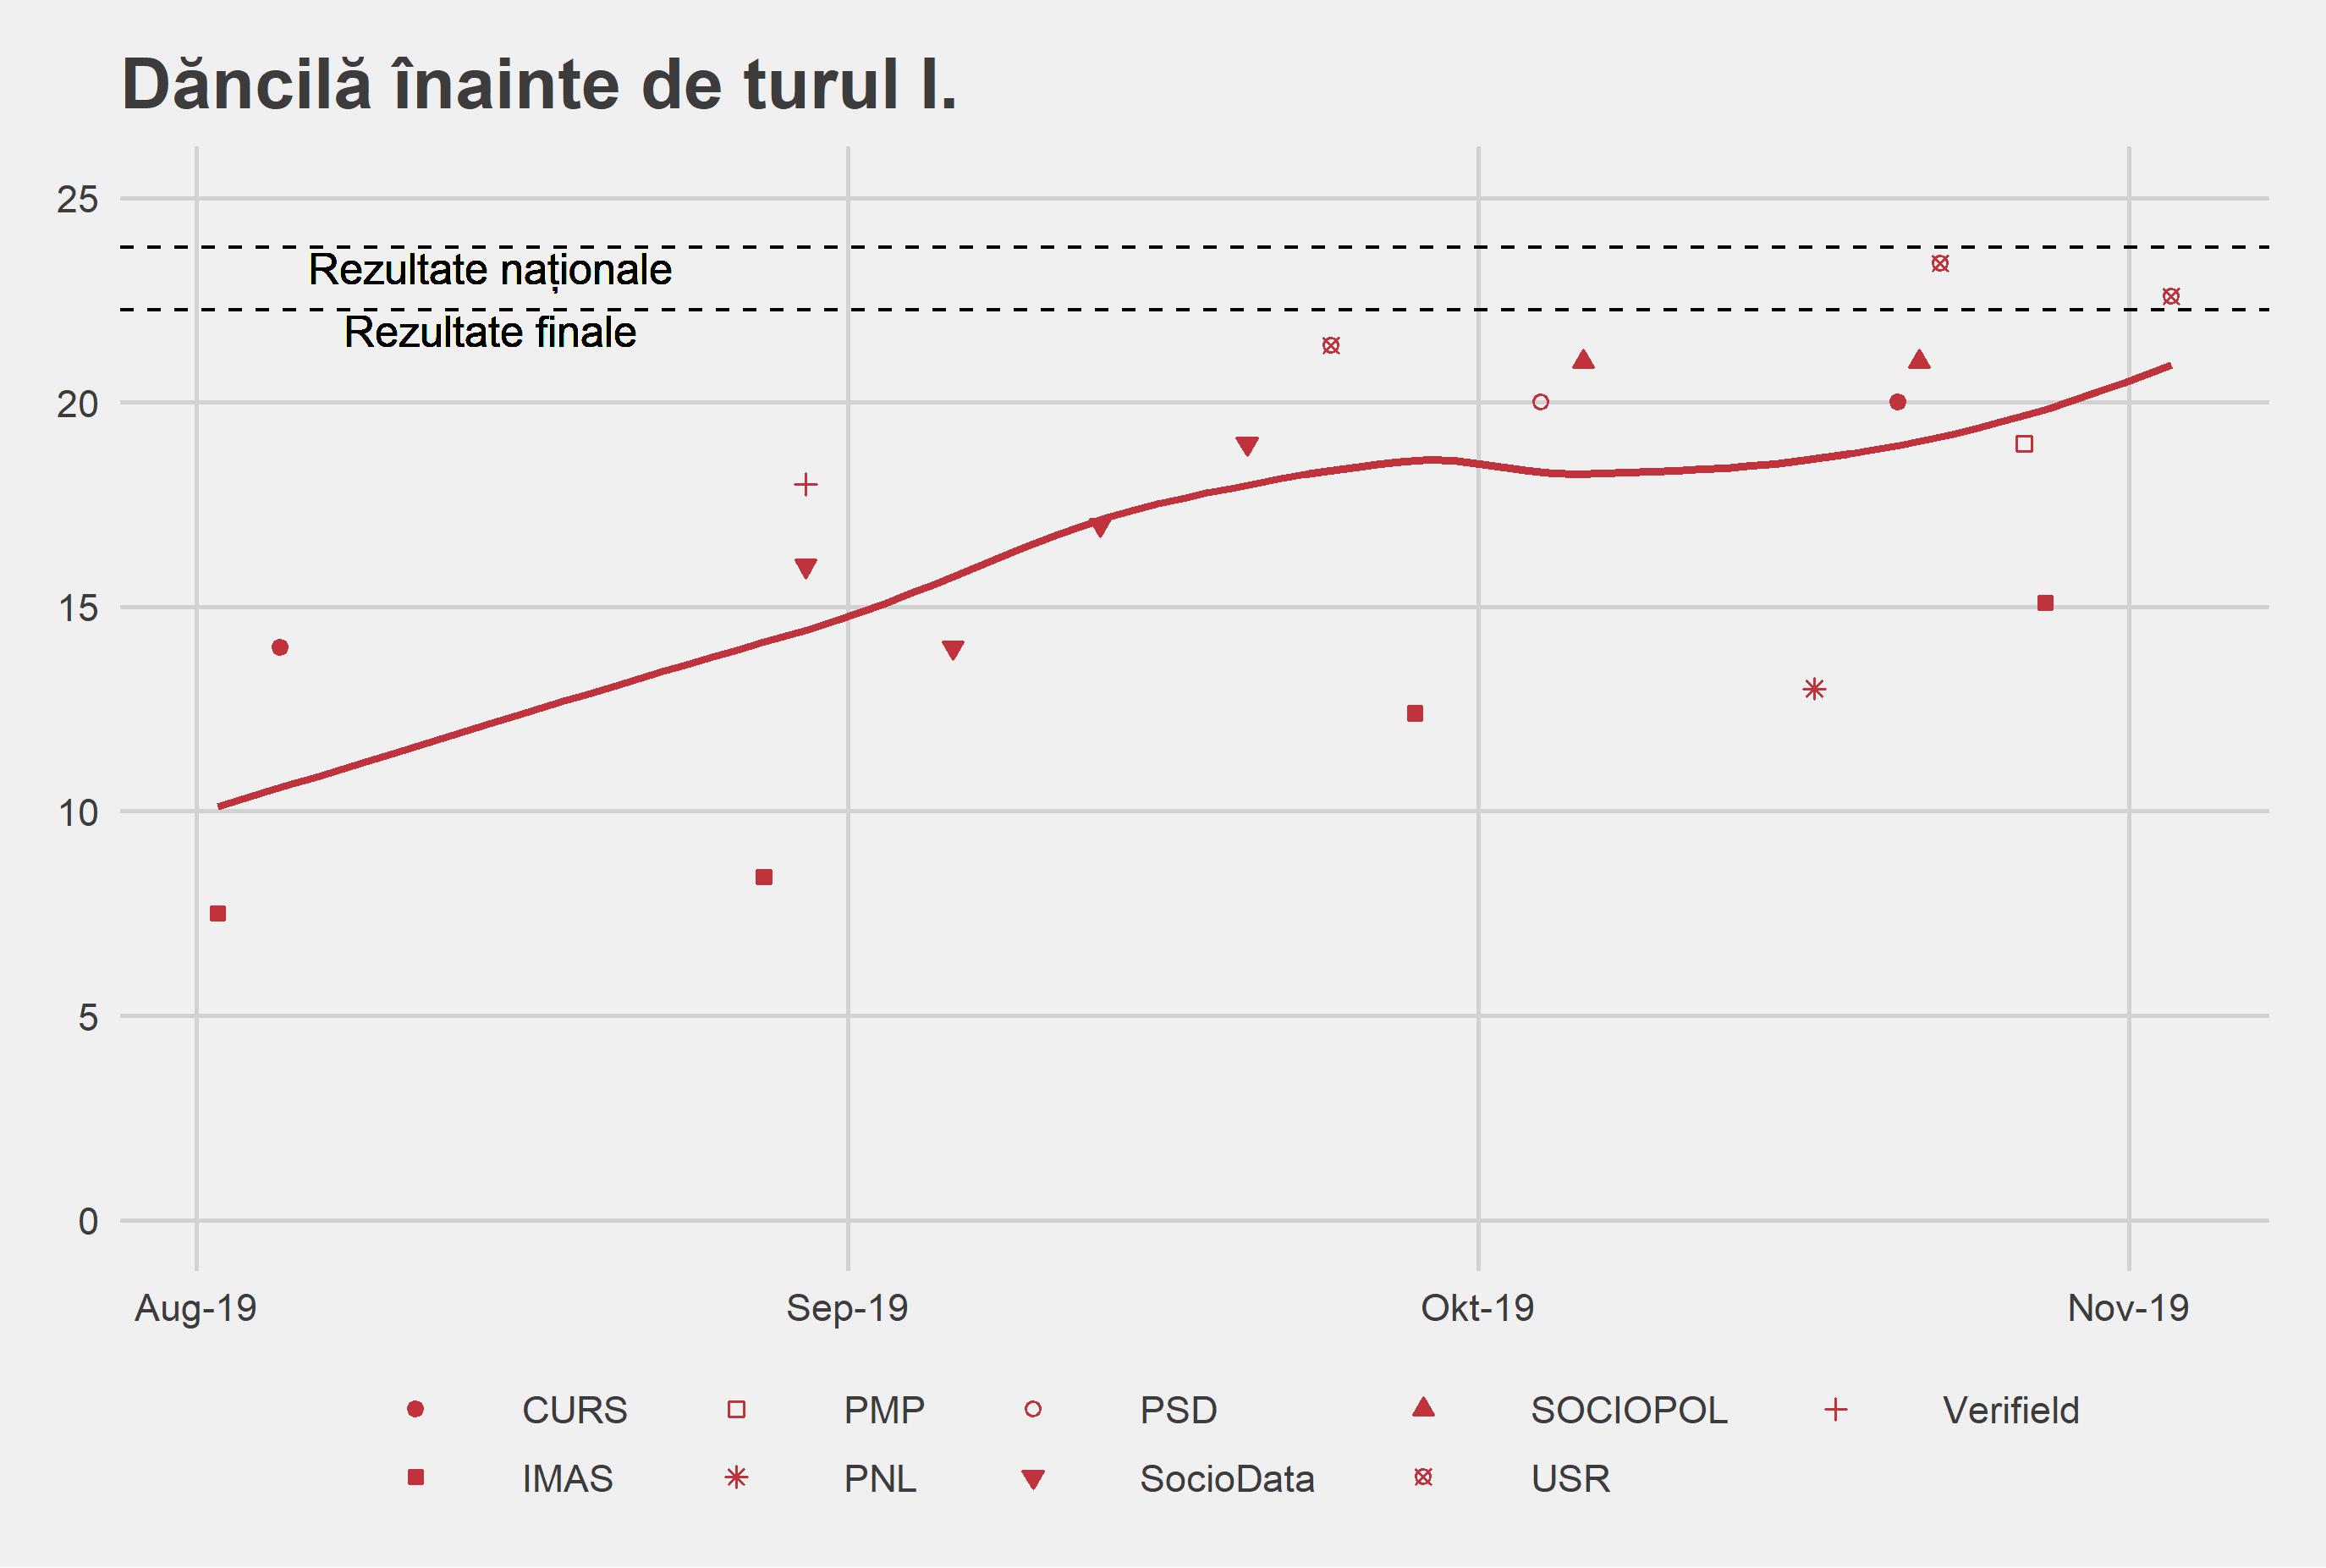 Dăncilă înainte de turul I.
25
Rezultate naționale
Rezultate finale
20
15
10
5
0
Aug-19 Sep-19 Okt-19 Nov-19
CURS PMP PSD SOCIOPOL Verifield
IMAS PNL SocioData USR